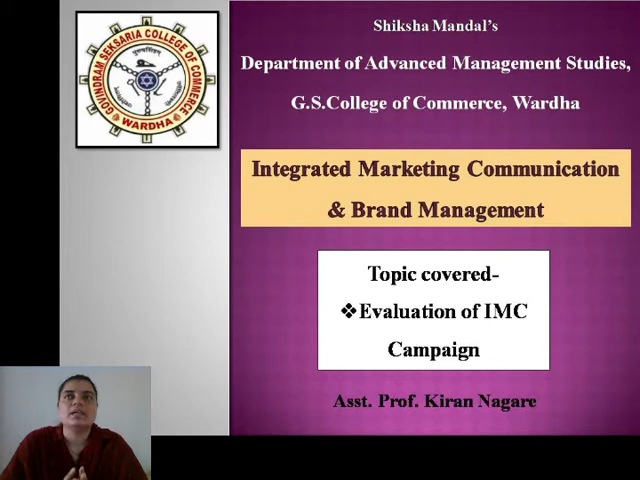 GOVINDRAM SEKSARIA COLLEGE OF COMMERCE
WARDHA
Shiksha Mandal's
Department of Advanced Management Studies,
G.S.College of Commerce, Wardha
Integrated Marketing Communication
& Brand Management
Topic covered-
❖Evaluation of IMC
Campaign
Asst. Prof. Kiran Nagare